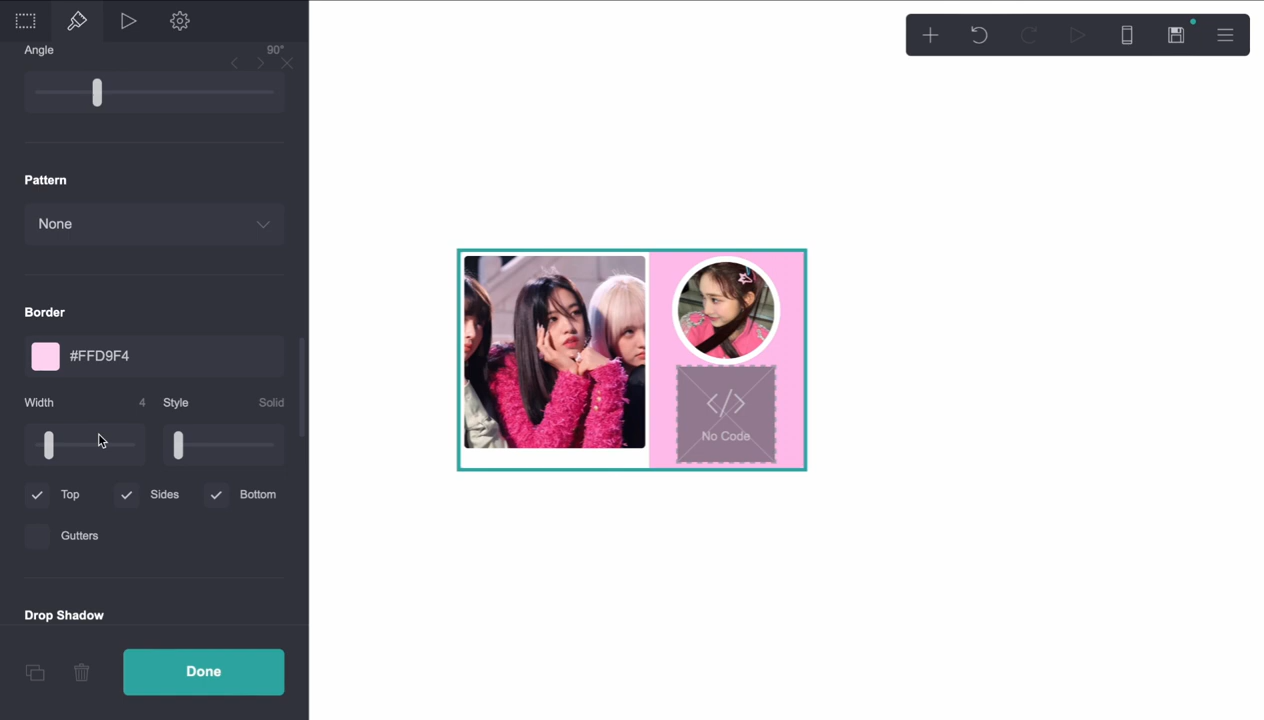 Angle 90°
Pattern
None
Border
#FFD9F4
Width 4 Style Solid
Top Sides Bottom
Gutters
Drop Shadow
Done
</> 
No Code